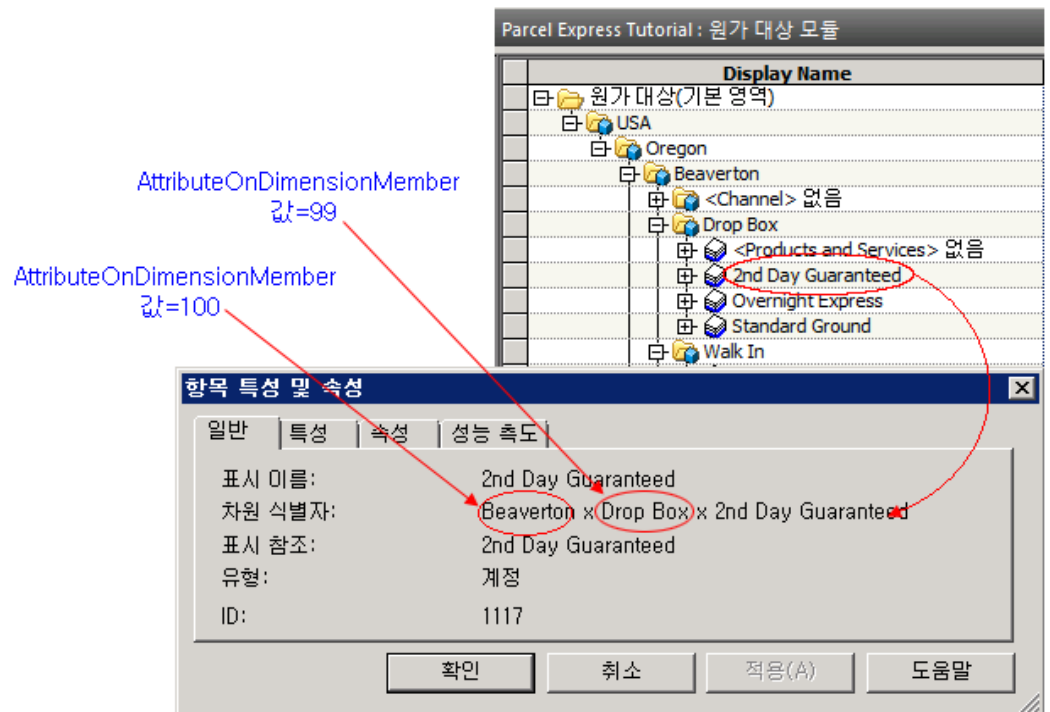 Parcel Express Tutorial : 원가 대상 모듈
Display Name
원가 대상(기본 영역)
USA
Oregon
Beaverton
<Channel> 없음
Drop Box
<Products and Services> 없음
2nd Day Guaranteed
Overnight Express
Standard Ground
Walk In
AttributeOnDimensionMember
값=99
AttributeOnDimensionMember
값=100
항목 특성 및 속성
일반 특성 속성 성능 측도
표시 이름: 2nd Day Guaranteed
차원 식별자: Beaverton x Drop Box x 2nd Day Guaranteed
표시 참조: 2nd Day Guaranteed
유형: 계정
ID: 1117
확인 취소 적용(A) 도움말